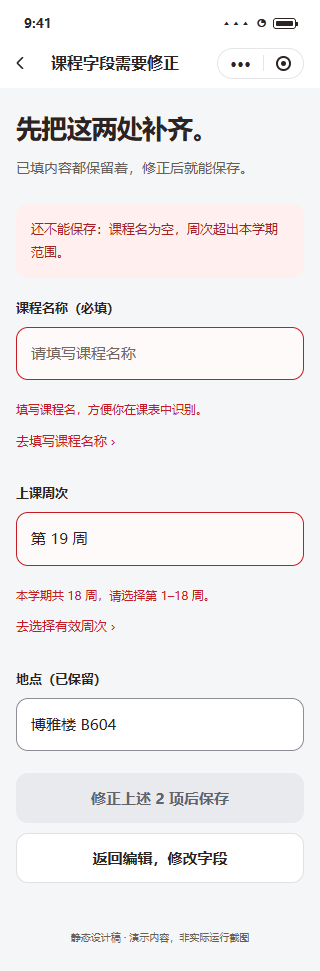 9:41
课程字段需要修正
先把这两处补齐。
已填内容都保留着，修正后就能保存。
还不能保存：课程名为空，周次超出本学期
范围。
课程名称（必填）
请填写课程名称
填写课程名，方便你在课表中识别。
去填写课程名称 ›
上课周次
第 19 周
本学期共 18 周，请选择第 1–18 周。
去选择有效周次 ›
地点（已保留）
博雅楼 B604
修正上述 2 项后保存
返回编辑，修改字段
静态设计稿 · 演示内容，非实际运行截图